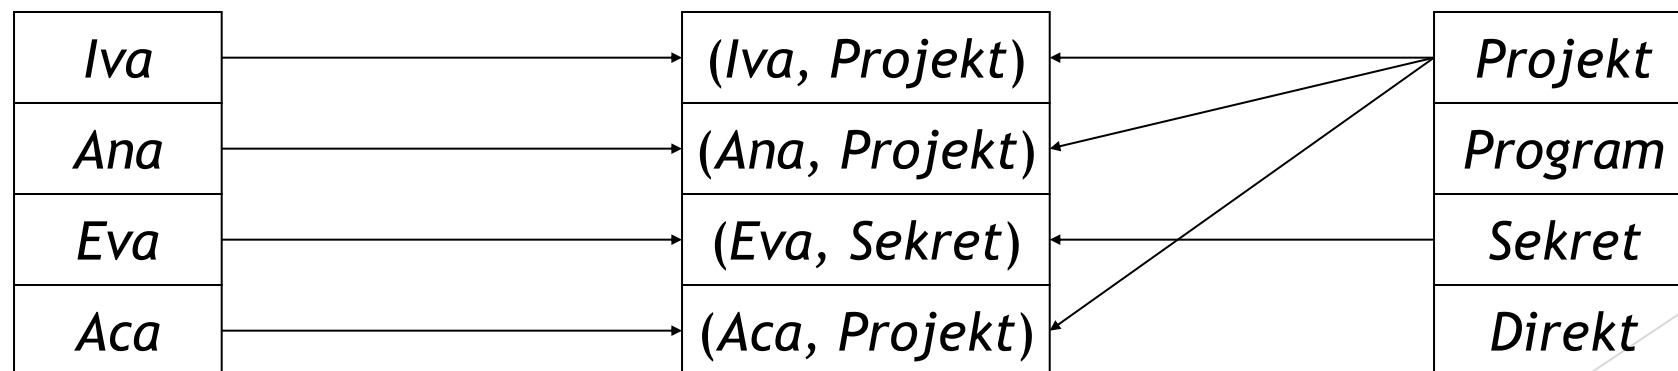 Iva (Iva, Projekt) Projekt
Ana (Ana, Projekt) Program
Eva (Eva, Sekret) Sekret
Aca (Aca, Projekt) Direkt